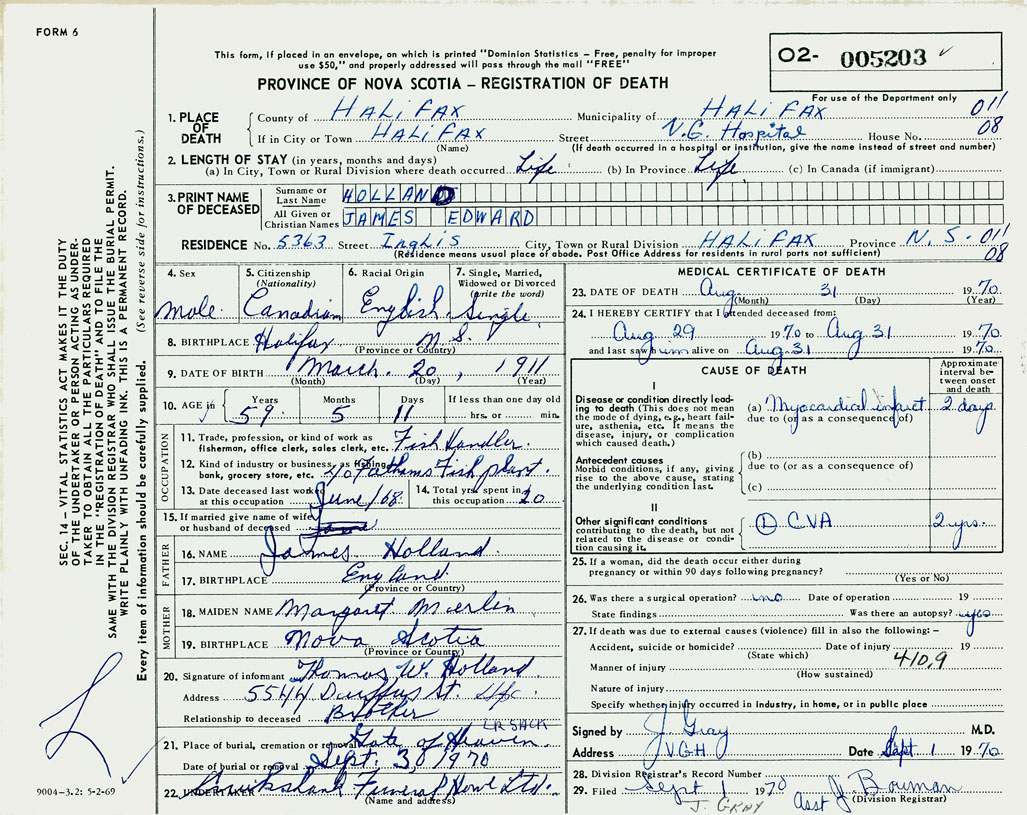 FORM 6
This form, if placed in an envelope, on which is printed "Dominion Statistics – Free, penalty for improper
use $50," and properly addressed will pass through the mail "FREE"
O2- 005203 ✓
PROVINCE OF NOVA SCOTIA – REGISTRATION OF DEATH
For use of the Department only
1. PLACE OF DEATH
County of HALIFAX Municipality of HALIFAX 011
If in City or Town HALIFAX Street V.G. Hospital House No. 08
(Name) (If death occurred in a hospital or institution, give the name instead of street and number)
2. LENGTH OF STAY (in years, months and days)
(a) In City, Town or Rural Division where death occurred Life (b) In Province Life (c) In Canada (if immigrant)
3. PRINT NAME OF DECEASED
Surname or Last Name HOLLAND
All Given or Christian Names JAMES EDWARD
RESIDENCE No. 5363 Street Inglis City, Town or Rural Division HALIFAX Province N.S. 011
(Residence means usual place of abode. Post Office Address for residents in rural parts not sufficient) 08
4. Sex male
5. Citizenship (Nationality) Canadian
6. Racial Origin English
7. Single, Married, Widowed or Divorced (write the word) Single
8. BIRTHPLACE Halifax N.S.
(Province or Country)
9. DATE OF BIRTH March 20, 1911
(Month) (Day) (Year)
10. AGE in Years 59 Months 5 Days 11 If less than one day old hrs. or min.
OCCUPATION
11. Trade, profession, or kind of work as fisherman, office clerk, sales clerk, etc. Fish Handler
12. Kind of industry or business, as fishing, bank, grocery store, etc. 40 Fathoms Fish plant.
13. Date deceased last worked at this occupation June/68
14. Total yrs. spent in this occupation 20
15. If married give name of wife or husband of deceased
FATHER
16. NAME James Holland
17. BIRTHPLACE England
(Province or Country)
MOTHER
18. MAIDEN NAME Margaret
19. BIRTHPLACE Nova Scotia
(Province or Country)
20. Signature of informant Thomas W. Holland
Address 5544 Duffus St. Hfx.
Relationship to deceased Brother
LR SACK
21. Place of burial, cremation or removal Gate of Heaven
Date of burial or removal Sept. 3, 1970
22. UNDERTAKER Cruikshank Funeral Home Ltd.
(Name and address)
MEDICAL CERTIFICATE OF DEATH
23. DATE OF DEATH Aug 31 1970
(Month) (Day) (Year)
24. I HEREBY CERTIFY that I attended deceased from:
Aug 29 1970 to Aug 31 1970
and last saw him alive on Aug 31 1970
CAUSE OF DEATH
Approximate interval between onset and death
I
Disease or condition directly leading to death (This does not mean the mode of dying, e.g., heart failure, asthenia, etc. It means the disease, injury, or complication which caused death.)
(a) Myocardial infarct 2 days
due to (or as a consequence of)
Antecedent causes
Morbid conditions, if any, giving rise to the above cause, stating the underlying condition last.
(b)
due to (or as a consequence of)
(c)
II
Other significant conditions contributing to the death, but not related to the disease or condition causing it.
Ⓛ CVA 2 yrs.
25. If a woman, did the death occur either during pregnancy or within 90 days following pregnancy?
(Yes or No)
26. Was there a surgical operation? no Date of operation 19
State findings Was there an autopsy? yes
27. If death was due to external causes (violence) fill in also the following:–
Accident, suicide or homicide? Date of injury 19
(State which) 410.9
Manner of injury
(How sustained)
Nature of injury
Specify whether injury occurred in industry, in home, or in public place
Signed by J. Gray M.D.
Address V.G.H Date Sept 1 1970
28. Division Registrar's Record Number
29. Filed Sept 1 1970 Asst J. Bowman
J. GRAY (Division Registrar)
SEC. 14 – VITAL STATISTICS ACT MAKES IT THE DUTY
OF THE UNDERTAKER OR PERSON ACTING AS UNDER-
TAKER TO OBTAIN ALL THE PARTICULARS REQUIRED
IN THE "REGISTRATION OF DEATH" AND TO FILE THE
SAME WITH THE DIVISION REGISTRAR WHO SHALL ISSUE THE BURIAL PERMIT.
WRITE PLAINLY WITH UNFADING INK. THIS IS A PERMANENT RECORD.
Every item of information should be carefully supplied. (See reverse side for instructions.)
9004-3.2: 5-2-69